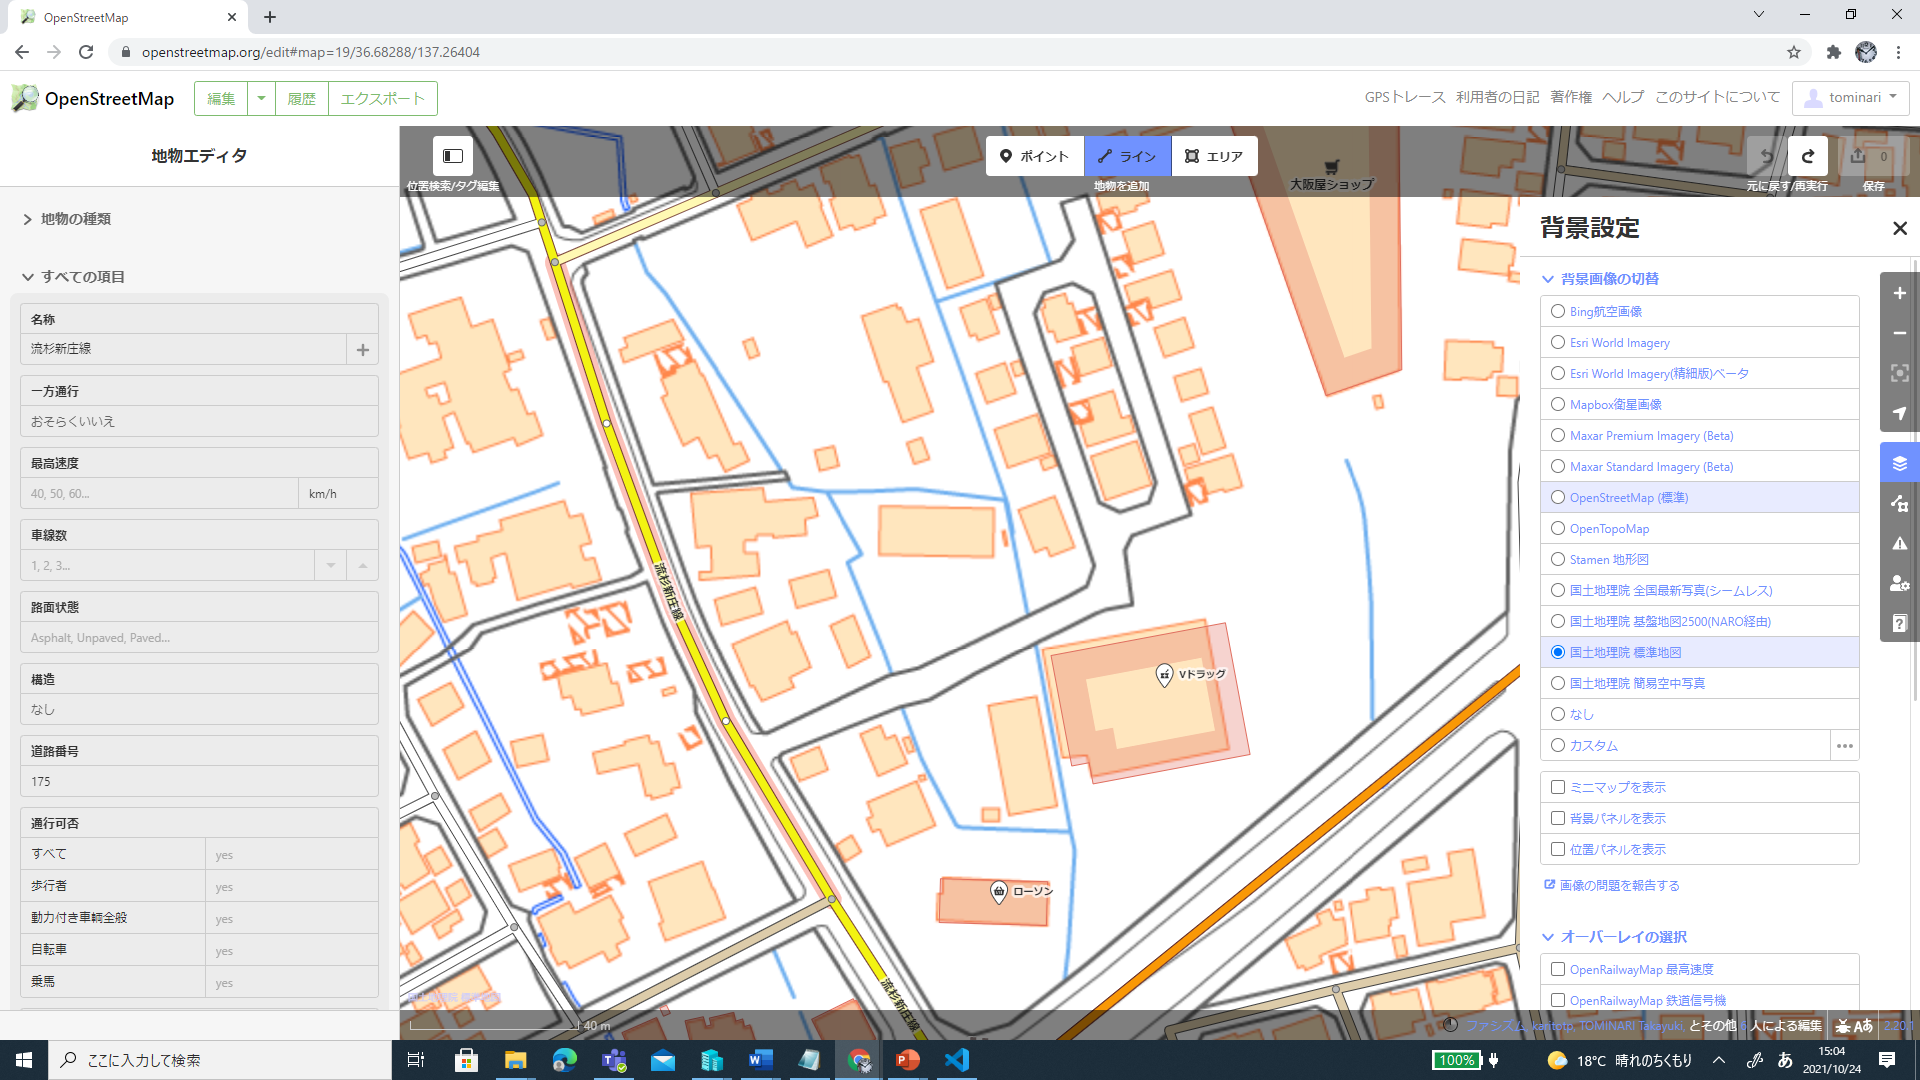 OpenStreetMap
openstreetmap.org/edit#map=19/36.68288/137.26404
OpenStreetMap
編集
履歴
エクスポート
GPSトレース
利用者の日記
著作権
ヘルプ
このサイトについて
tominari
地物エディタ
位置検索/タグ編集
ポイント
ライン
エリア
地物を追加
元に戻す/再実行
0
保存
大阪屋ショップ
地物の種類
すべての項目
名称
流杉新庄線
一方通行
おそらくいいえ
最高速度
40, 50, 60...
km/h
車線数
1, 2, 3...
路面状態
Asphalt, Unpaved, Paved...
構造
なし
道路番号
175
通行可否
すべて
yes
歩行者
yes
動力付き車輌全般
yes
自転車
yes
乗馬
yes
流杉新庄線
Vドラッグ
ローソン
流杉新庄線
40 m
背景設定
背景画像の切替
Bing航空画像
Esri World Imagery
Esri World Imagery(精細版)ベータ
Mapbox衛星画像
Maxar Premium Imagery (Beta)
Maxar Standard Imagery (Beta)
OpenStreetMap (標準)
OpenTopoMap
Stamen 地形図
国土地理院 全国最新写真(シームレス)
国土地理院 基盤地図2500(NARO経由)
国土地理院 標準地図
国土地理院 簡易空中写真
なし
カスタム
ミニマップを表示
背景パネルを表示
位置パネルを表示
画像の問題を報告する
オーバーレイの選択
OpenRailwayMap 最高速度
OpenRailwayMap 鉄道信号機
ファシズム, kantoto, TOMINARI Takayuki, とその他 人による編集
2.20.1
ここに入力して検索
100%
18°C 晴れのちくもり
あ
15:04
2021/10/24